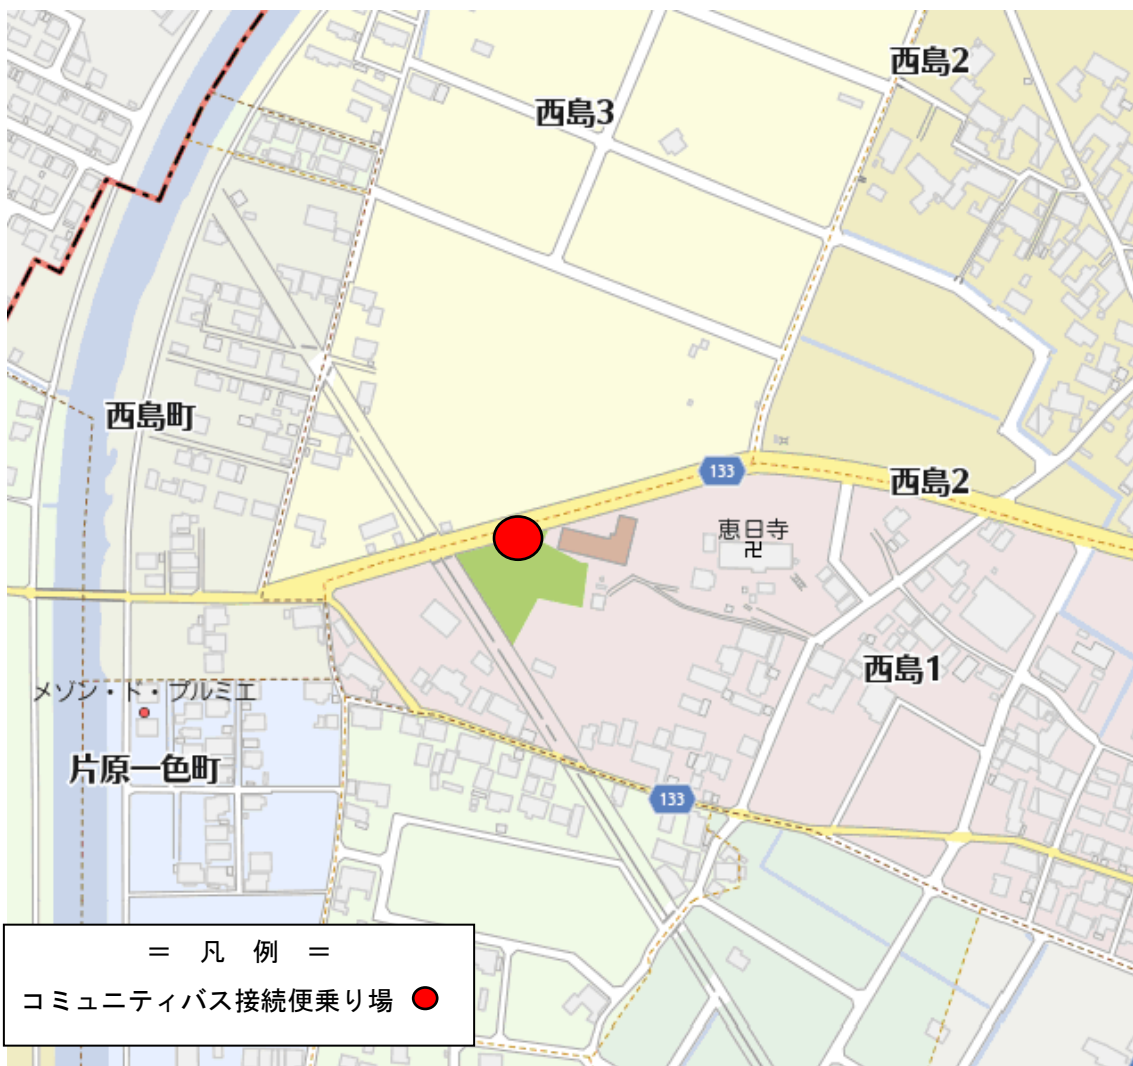 西島2
西島3
西島町
133
西島2
恵日寺
卍
西島1
メゾン・ド・プルミエ
片原一色町
133
＝ 凡 例 ＝
コミュニティバス接続便乗り場